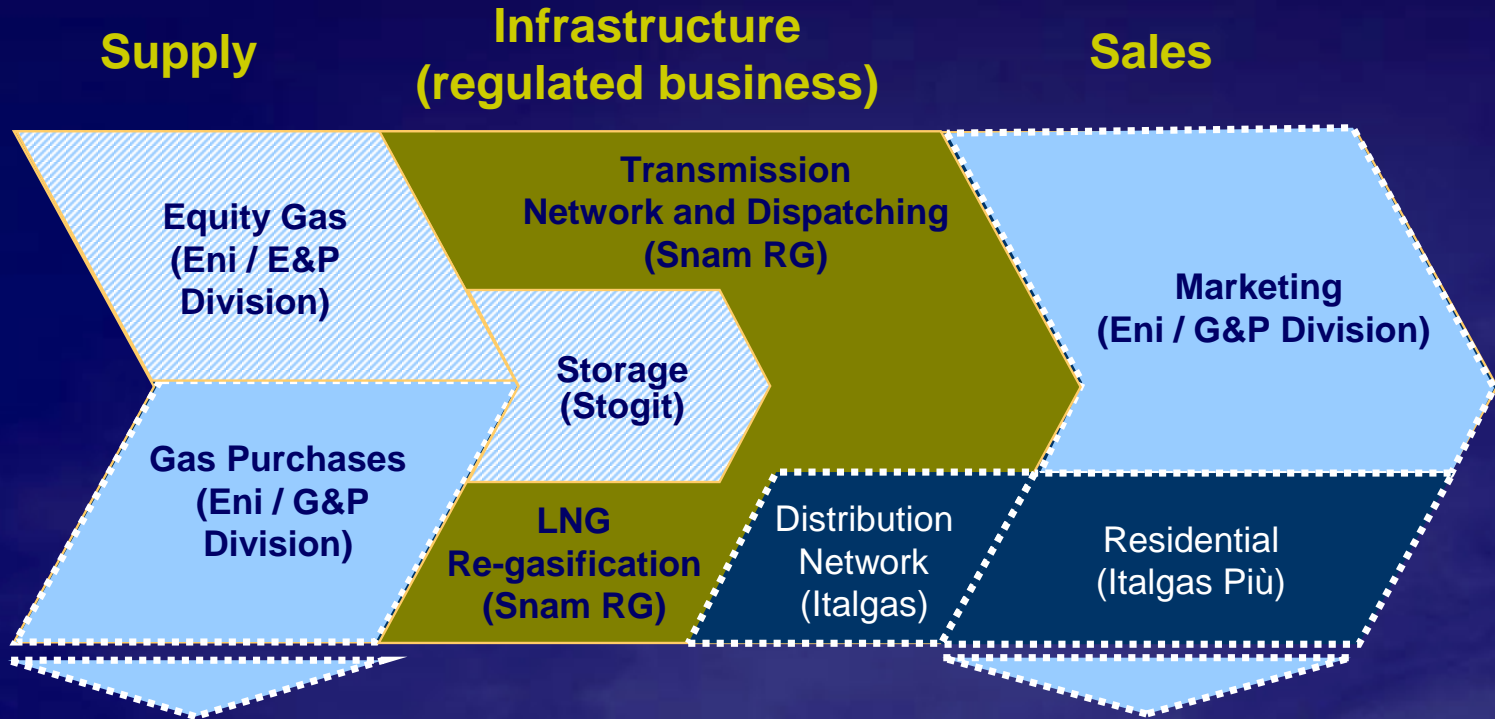 Supply
Infrastructure
(regulated business)
Sales
Equity Gas
(Eni / E&P
Division)
Gas Purchases
(Eni / G&P
Division)
Transmission
Network and Dispatching
(Snam RG)
Storage
(Stogit)
LNG
Re-gasification
(Snam RG)
Distribution
Network
(Italgas)
Marketing
(Eni / G&P Division)
Residential
(Italgas Più)